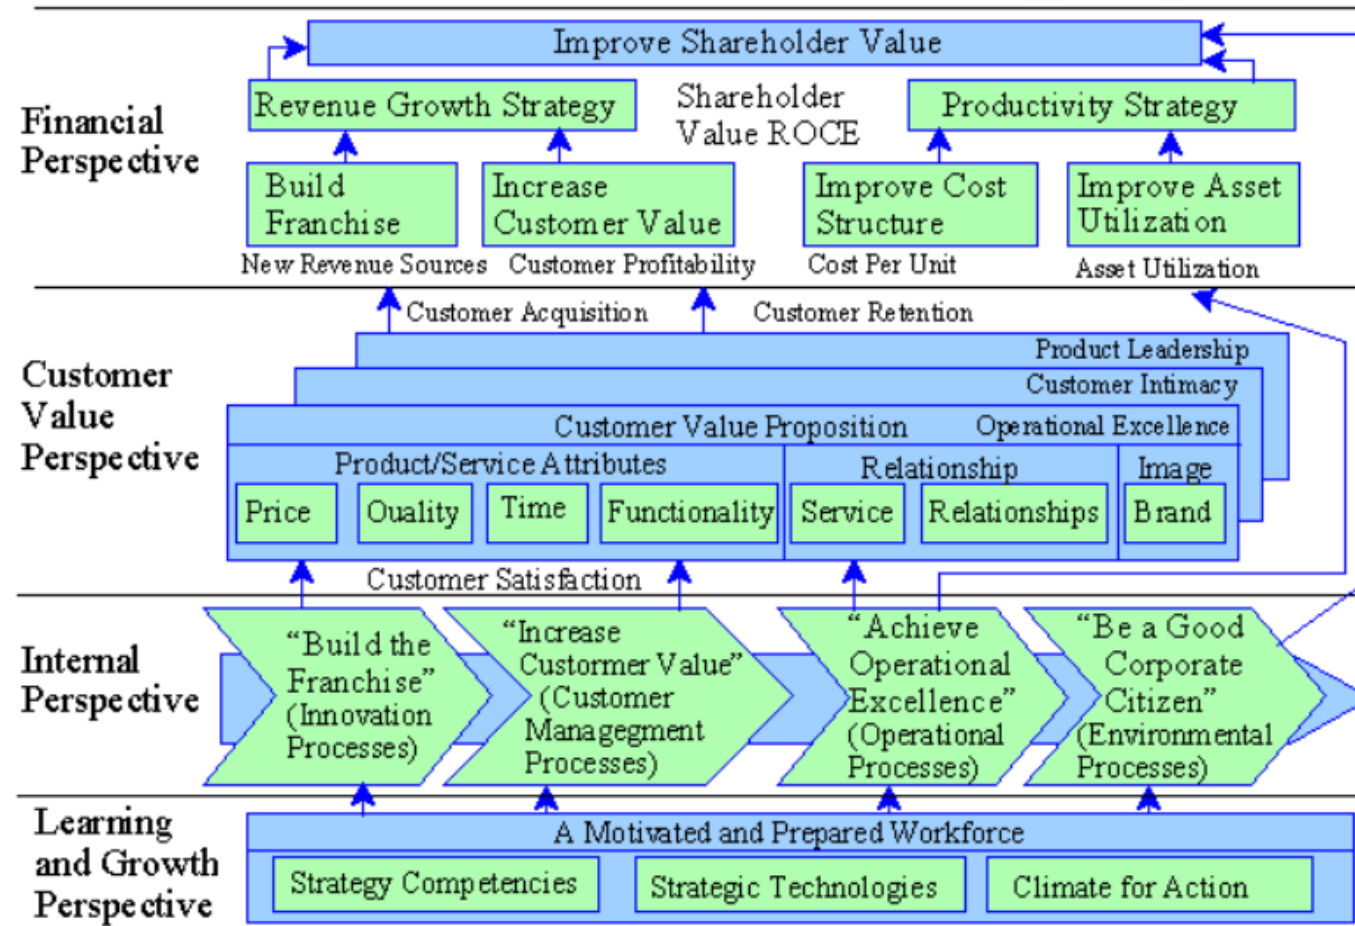 Improve Shareholder Value
Financial
Perspective
Revenue Growth Strategy
Shareholder
Value ROCE
Productivity Strategy
Build
Franchise
Increase
Customer Value
Improve Cost
Structure
Improve Asset
Utilization
New Revenue Sources
Customer Profitability
Cost Per Unit
Asset Utilization
Customer Acquisition
Customer Retention
Customer
Value
Perspective
Product Leadership
Customer Intimacy
Customer Value Proposition
Operational Excellence
Product/Service Attributes
Relationship
Image
Price
Ouality
Time
Functionality
Service
Relationships
Brand
Customer Satisfaction
Internal
Perspective
“Build the
Franchise”
(Innovation
Processes)
“Increase
Custormer Value”
(Customer
Managegment
Processes)
“Achieve
Operational
Excellence”
(Operational
Processes)
“Be a Good
Corporate
Citizen”
(Environmental
Processes)
Learning
and Growth
Perspective
A Motivated and Prepared Workforce
Strategy Competencies
Strategic Technologies
Climate for Action